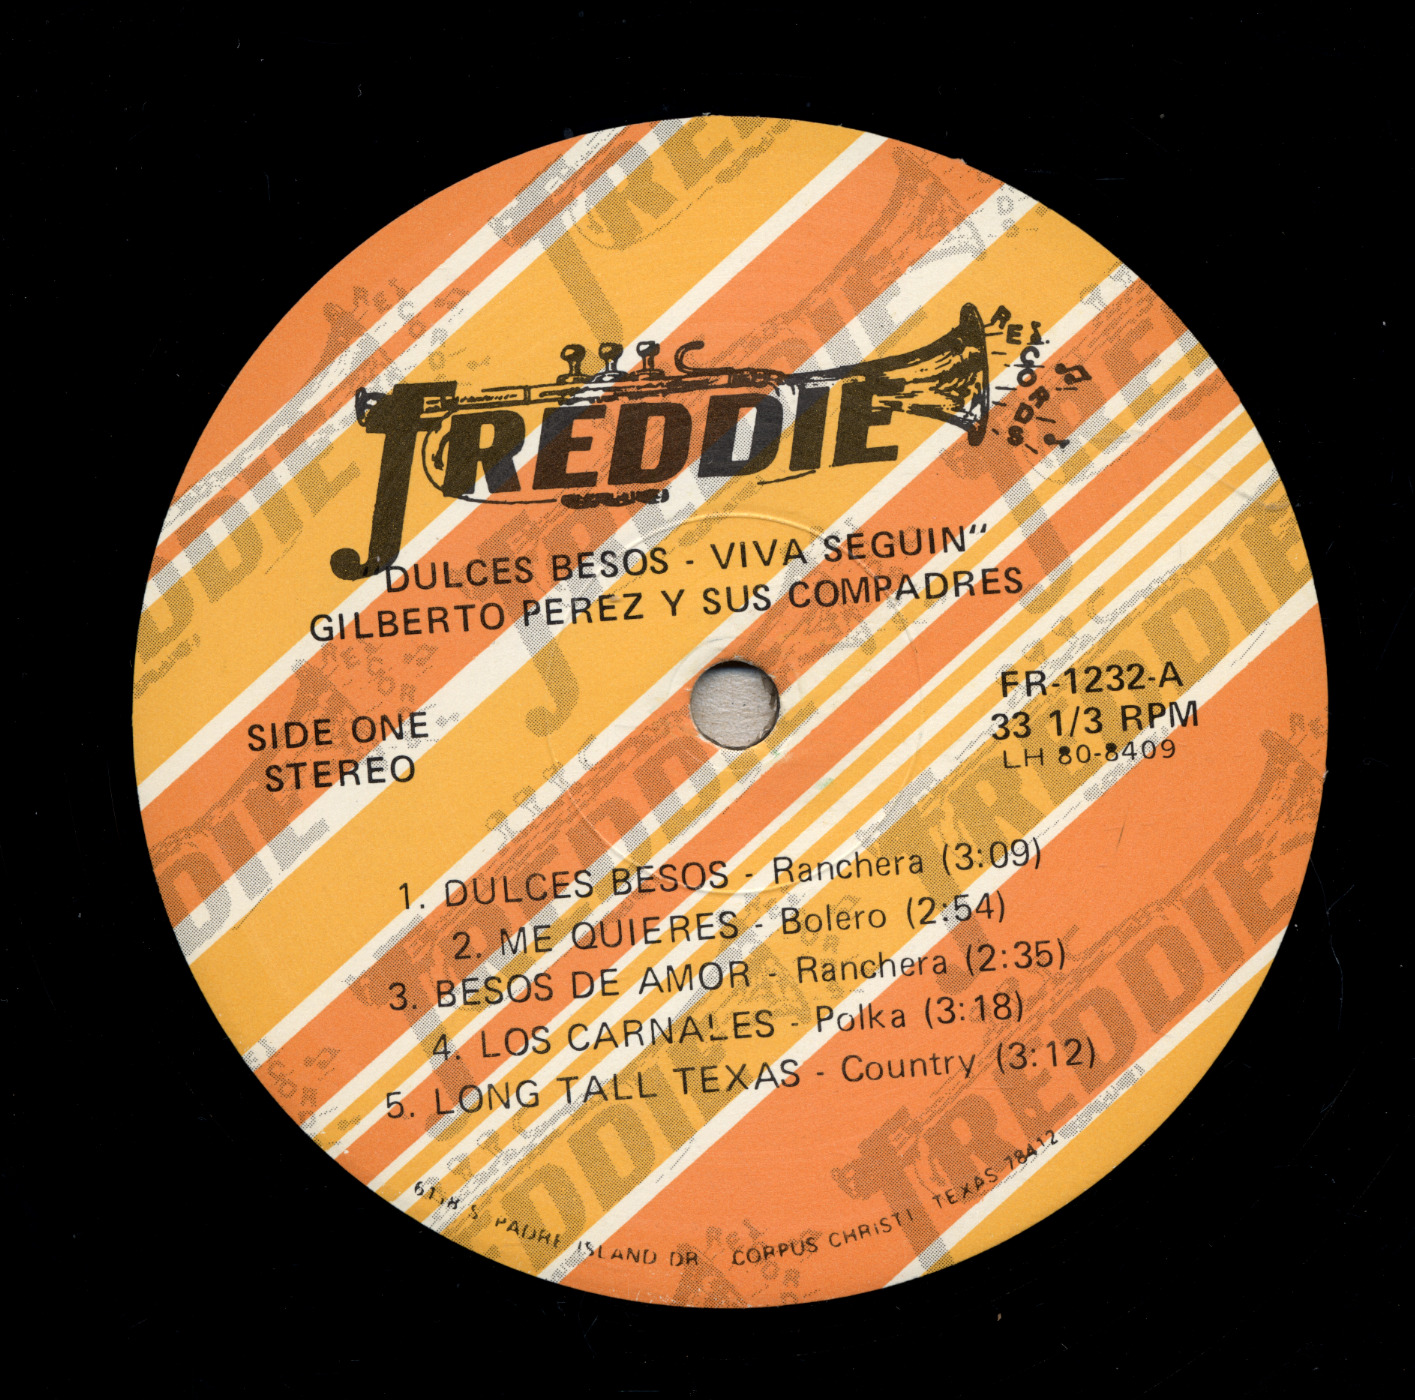 FREDDIE
RECORDS
"DULCES BESOS - VIVA SEGUIN"
GILBERTO PEREZ Y SUS COMPADRES
SIDE ONE
STEREO
FR-1232-A
33 1/3 RPM
LH 80-8409
1. DULCES BESOS - Ranchera (3:09)
2. ME QUIERES - Bolero (2:54)
3. BESOS DE AMOR - Ranchera (2:35)
4. LOS CARNALES - Polka (3:18)
5. LONG TALL TEXAS - Country (3:12)
S PADRE ISLAND DR CORPUS CHRISTI TEXAS 78412